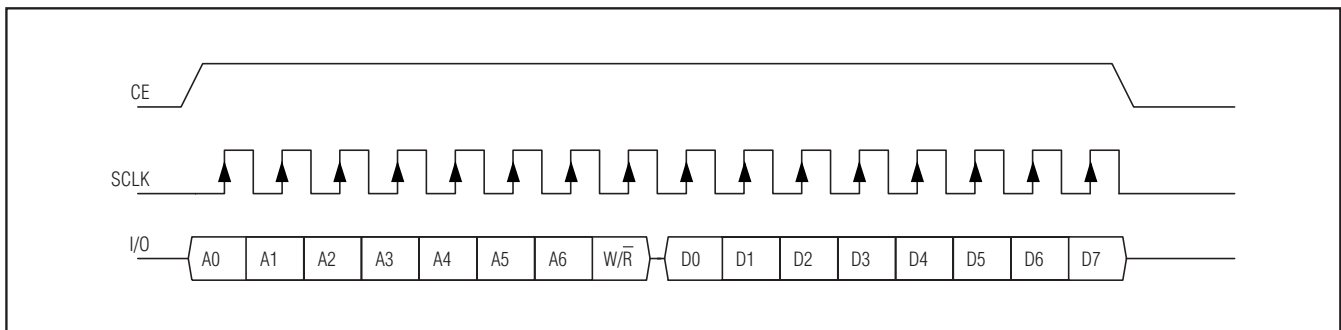 CE
SCLK
I/O A0 A1 A2 A3 A4 A5 A6 W/R̅ D0 D1 D2 D3 D4 D5 D6 D7